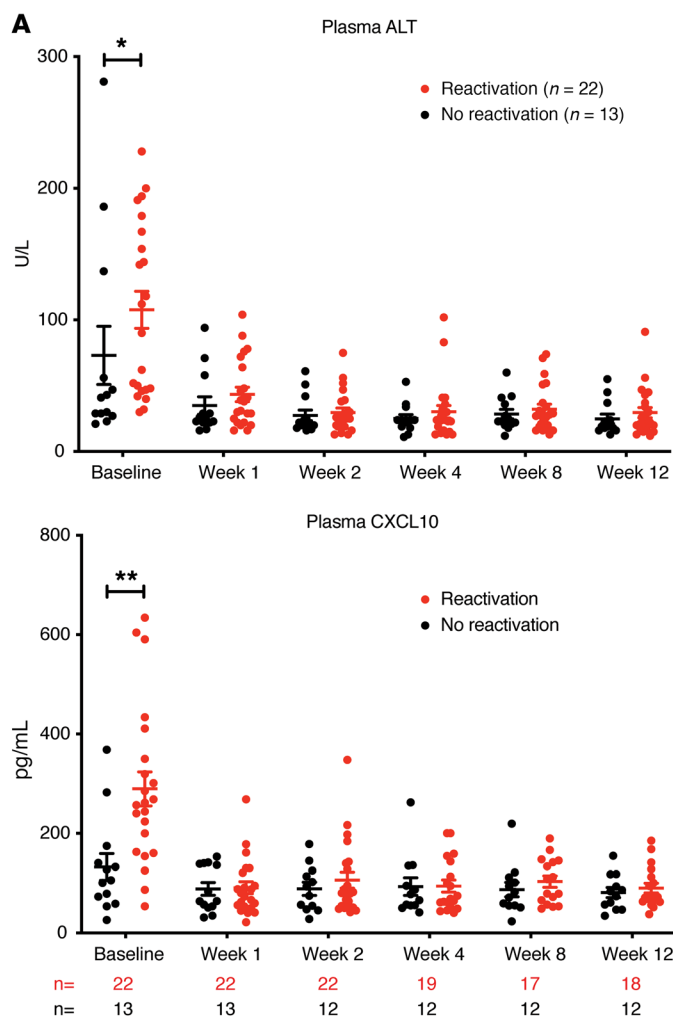 A
Plasma ALT
*
300
200
100
0
U/L
Reactivation (n = 22)
No reactivation (n = 13)
Baseline Week 1 Week 2 Week 4 Week 8 Week 12
Plasma CXCL10
**
800
600
400
200
0
pg/mL
Reactivation
No reactivation
Baseline Week 1 Week 2 Week 4 Week 8 Week 12
n= 22 22 22 19 17 18
n= 13 13 12 12 12 12